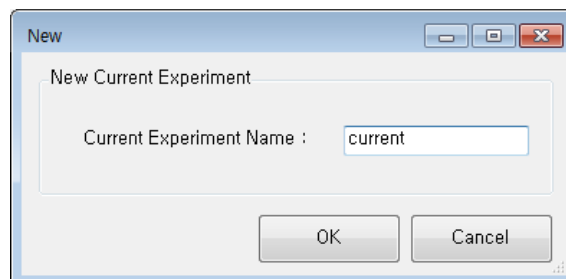 New
New Current Experiment
Current Experiment Name :
current
OK
Cancel